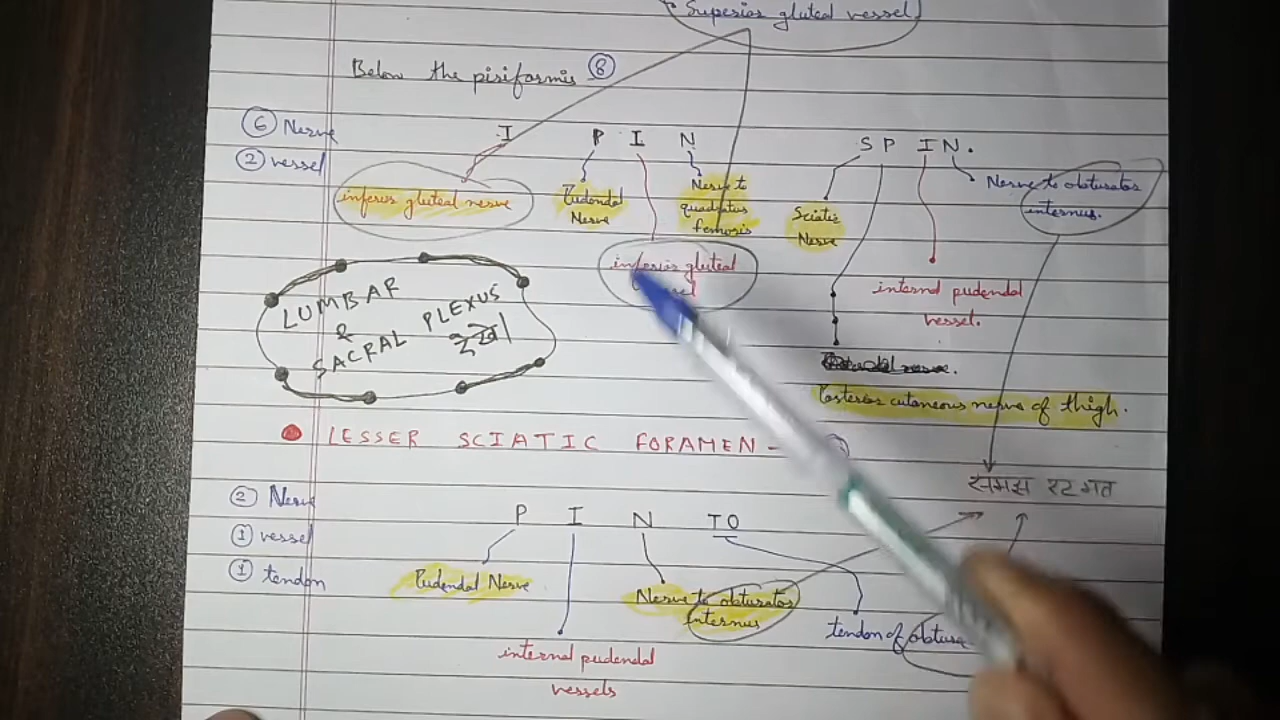 Superior gluteal vessel
Below the piriformis 8
6 Nerve
2 vessel
I P I N S P I N.
inferior gluteal nerve
Pudendal
Nerve
Nerve to
quadratus
femoris
inferior gluteal
Sciatic
Nerve
Nerve to obturator
internus.
internal pudendal
vessel.
Posterior cutaneous nerve of thigh.
LUMBAR
&
SACRAL PLEXUS
देखो
LESSER SCIATIC FORAMEN -
समझ रट मत
2 Nerve
1 vessel
1 tendon
P I N TO
Pudendal Nerve
internal pudendal
vessels
Nerve to obturator
internus
tendon of